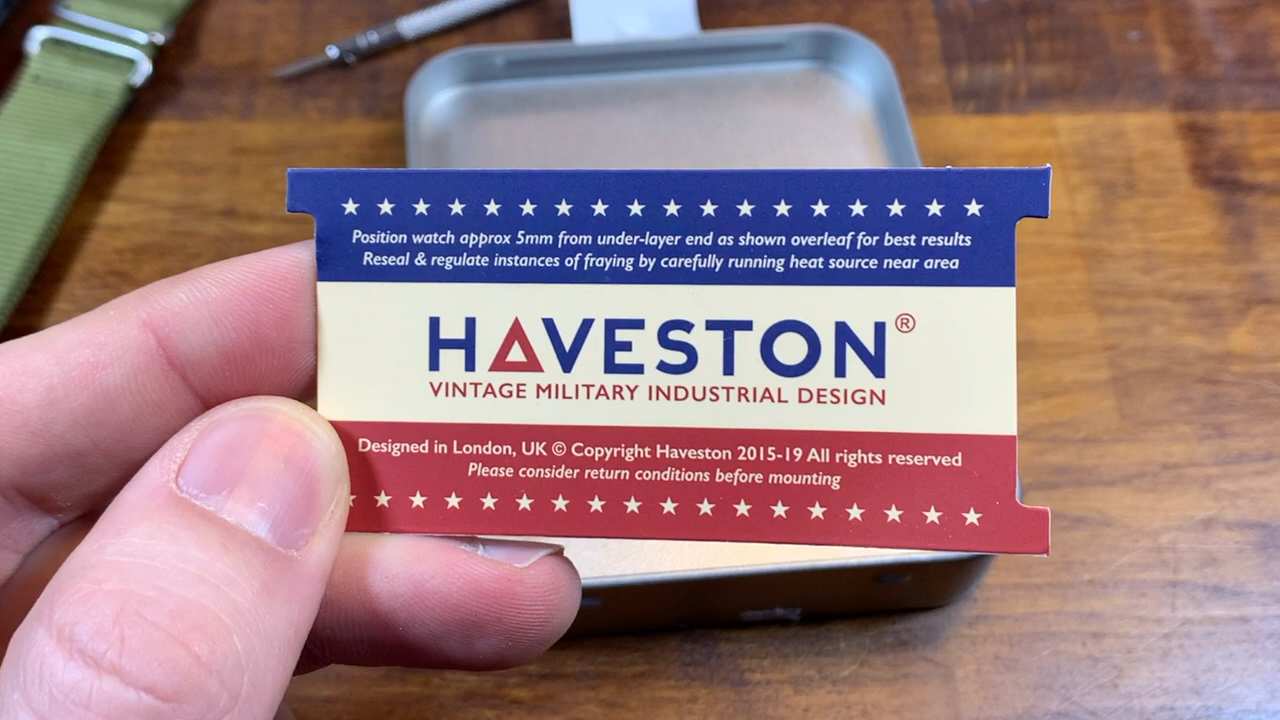 Position watch approx 5mm from under-layer end as shown overleaf for best results
Reseal & regulate instances of fraying by carefully running heat source near area
HAVESTON®
VINTAGE MILITARY INDUSTRIAL DESIGN
Designed in London, UK © Copyright Haveston 2015-19 All rights reserved
Please consider return conditions before mounting